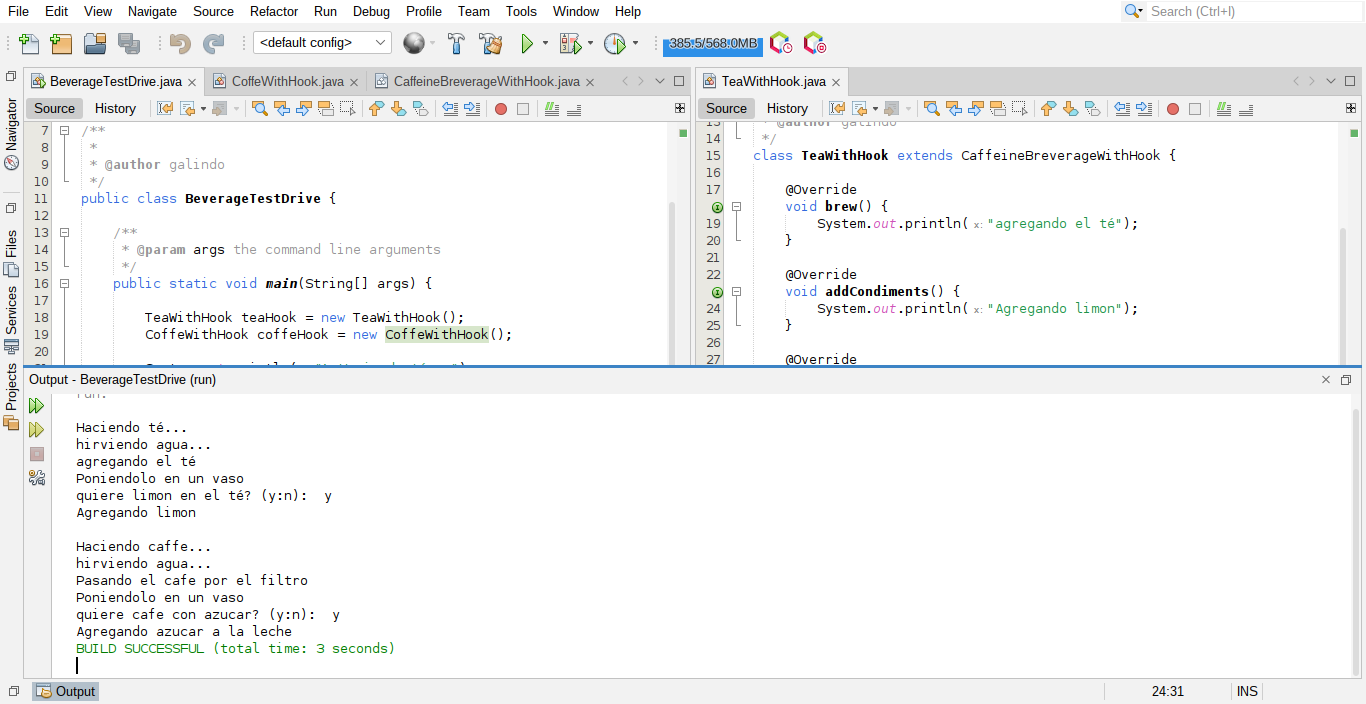 File Edit View Navigate Source Refactor Run Debug Profile Team Tools Window Help
Search (Ctrl+I)
<default config>
385.5/568.0MB
BeverageTestDrive.java
CoffeWithHook.java
CaffeineBreverageWithHook.java
TeaWithHook.java
Navigator
Files
Services
Projects
Source History
7 /**
8 *
9 * @author galindo
10 */
11 public class BeverageTestDrive {
12
13 /**
14 * @param args the command line arguments
15 */
16 public static void main(String[] args) {
17
18 TeaWithHook teaHook = new TeaWithHook();
19 CoffeWithHook coffeHook = new CoffeWithHook();
20
Source History
13 * @author galindo
14 */
15 class TeaWithHook extends CaffeineBreverageWithHook {
16
17 @Override
void brew() {
19 System.out.println( x: "agregando el té");
20 }
21
22 @Override
void addCondiments() {
24 System.out.println( x: "Agregando limon");
25 }
26
27 @Override
Output - BeverageTestDrive (run)
run:
Haciendo té...
hirviendo agua...
agregando el té
Poniendolo en un vaso
quiere limon en el té? (y:n): y
Agregando limon
Haciendo caffe...
hirviendo agua...
Pasando el cafe por el filtro
Poniendolo en un vaso
quiere cafe con azucar? (y:n): y
Agregando azucar a la leche
BUILD SUCCESSFUL (total time: 3 seconds)
Output
24:31 INS